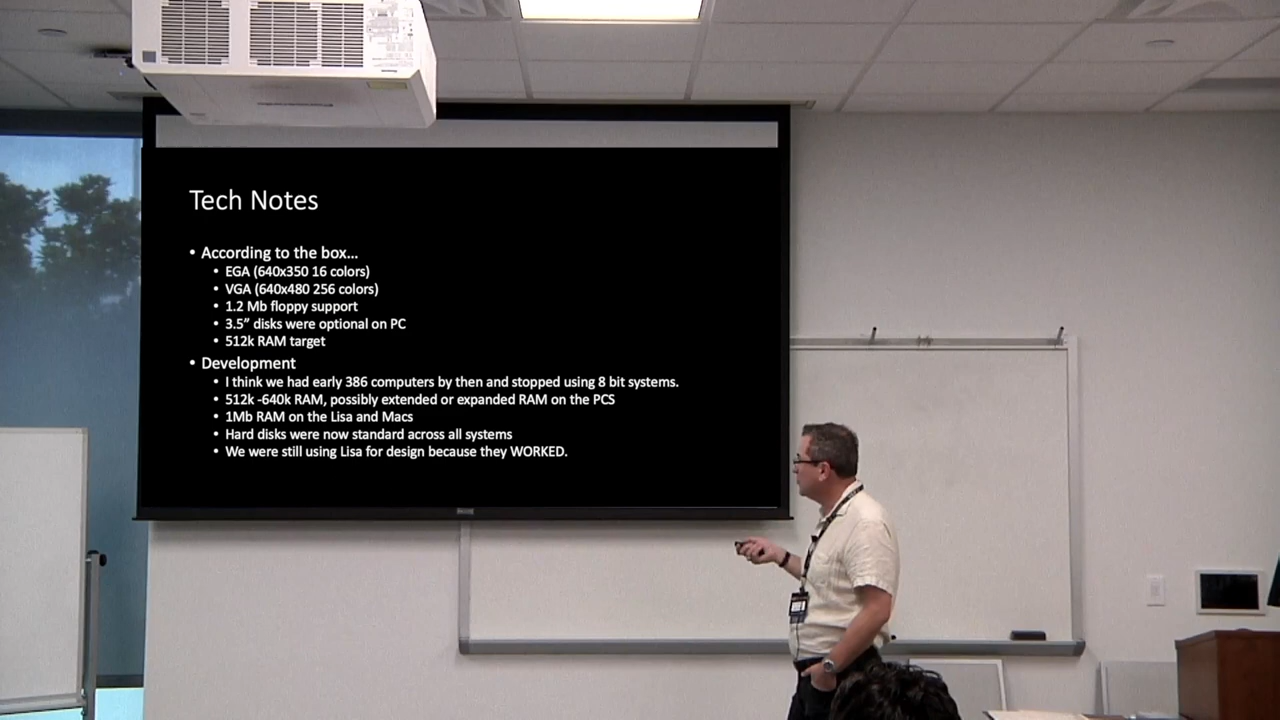 Tech Notes
• According to the box...
• EGA (640x350 16 colors)
• VGA (640x480 256 colors)
• 1.2 Mb floppy support
• 3.5” disks were optional on PC
• 512k RAM target
• Development
• I think we had early 386 computers by then and stopped using 8 bit systems.
• 512k -640k RAM, possibly extended or expanded RAM on the PCS
• 1Mb RAM on the Lisa and Macs
• Hard disks were now standard across all systems
• We were still using Lisa for design because they WORKED.